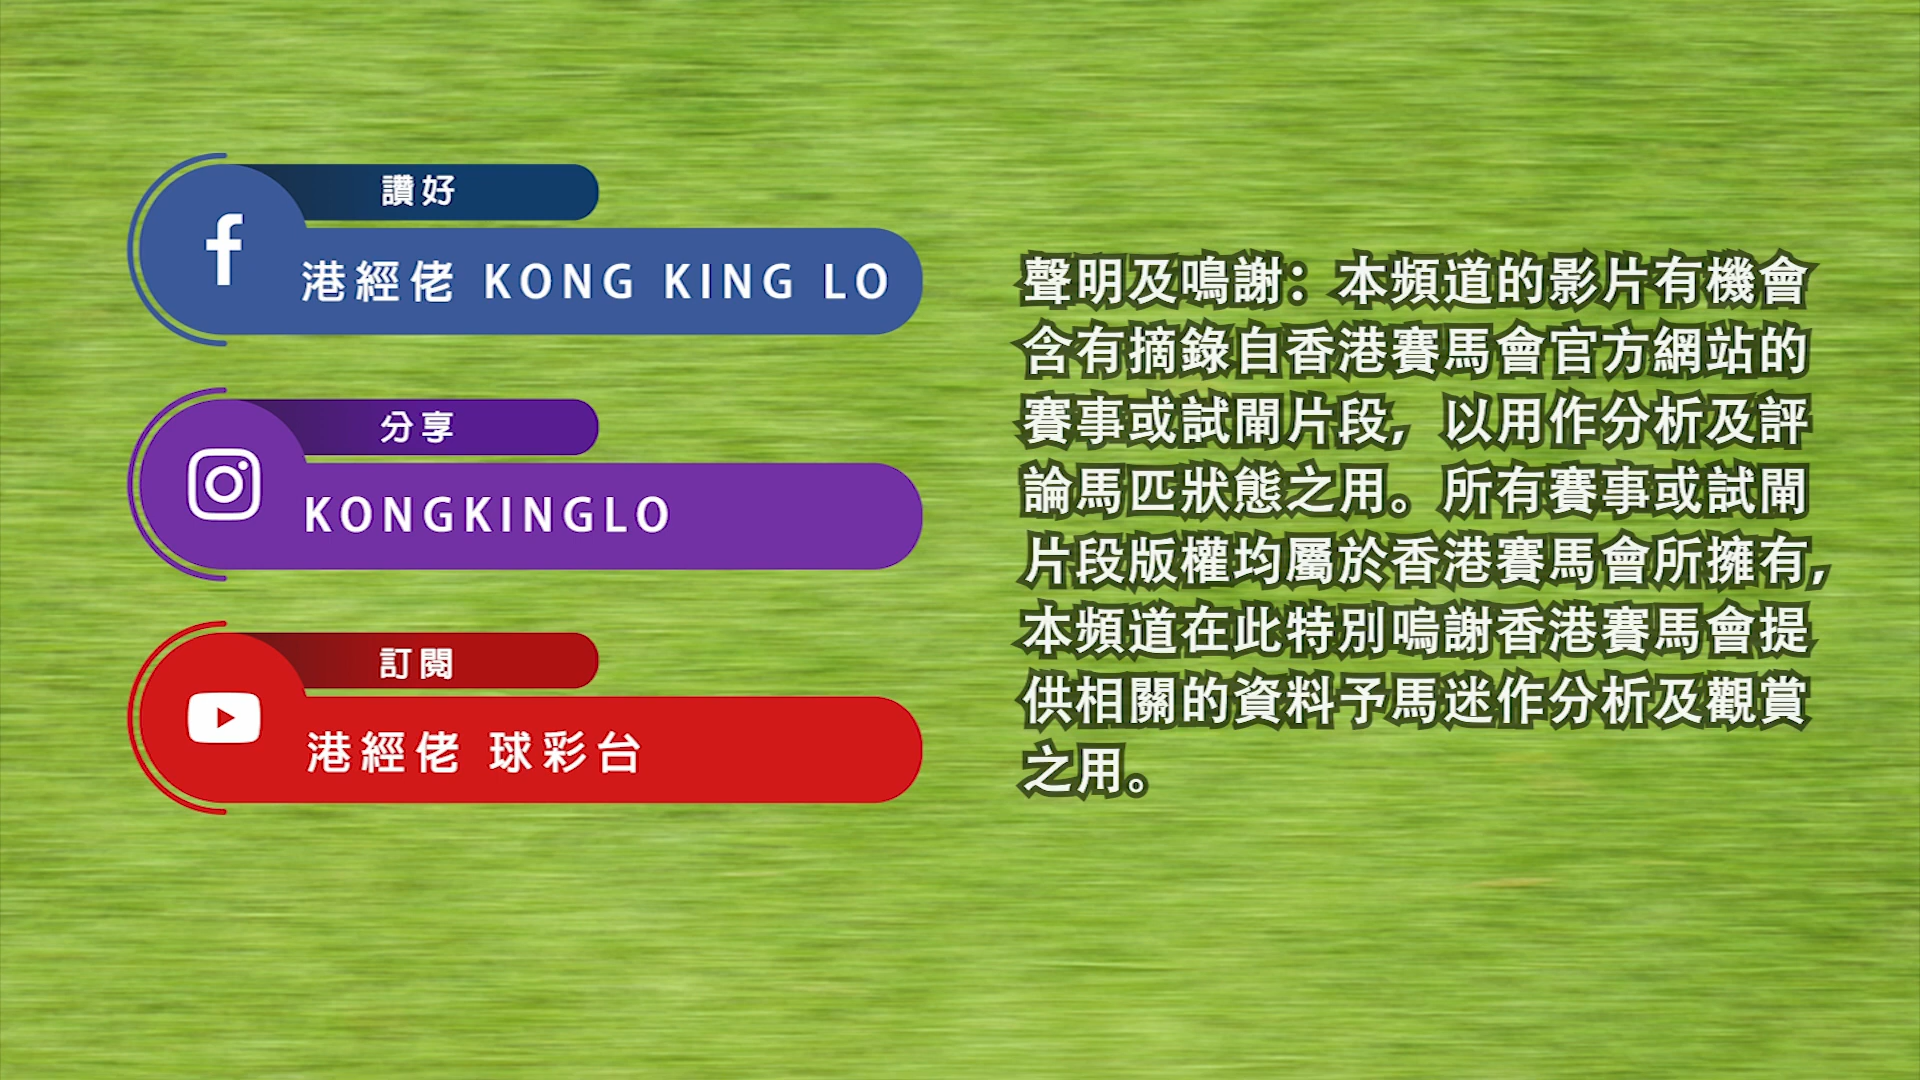 讚好
港經佬 KONG KING LO
分享
KONGKINGLO
訂閱
港經佬 球彩台
聲明及鳴謝：本頻道的影片有機會
含有摘錄自香港賽馬會官方網站的
賽事或試閘片段，以用作分析及評
論馬匹狀態之用。所有賽事或試閘
片段版權均屬於香港賽馬會所擁有，
本頻道在此特別嗚謝香港賽馬會提
供相關的資料予馬迷作分析及觀賞
之用。